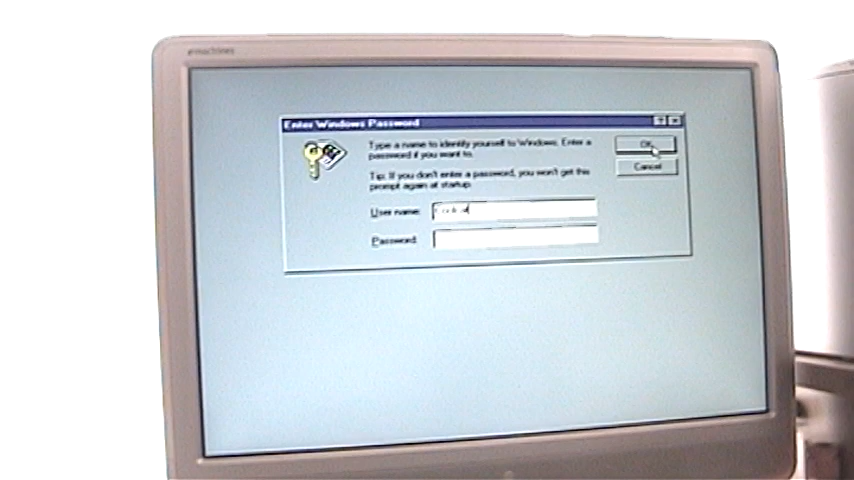 emachines
Enter Windows Password
Type a name to identify yourself to Windows. Enter a
password if you want to.
OK
Tip: If you don't enter a password, you won't get this
prompt again at startup.
Cancel
User name:
Password: